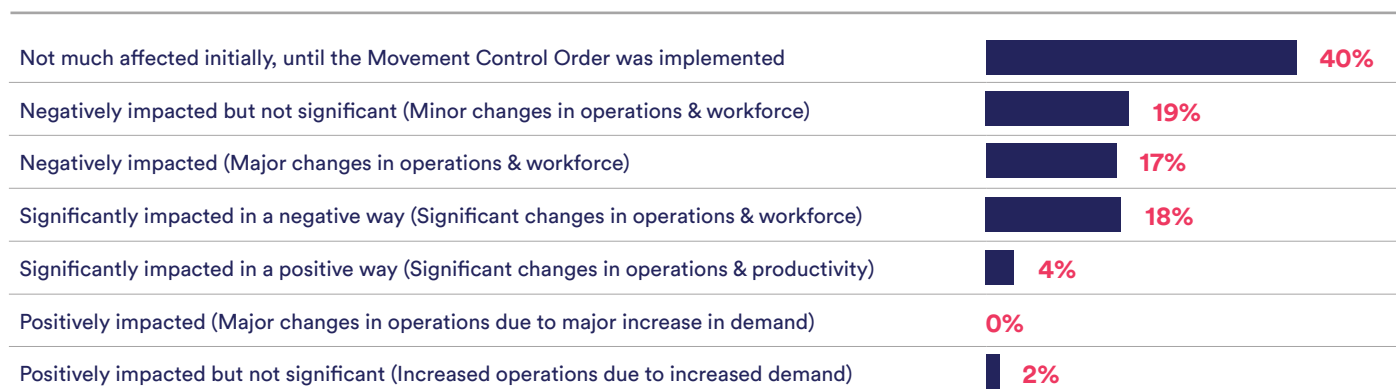 Not much affected initially, until the Movement Control Order was implemented 40%
Negatively impacted but not significant (Minor changes in operations & workforce) 19%
Negatively impacted (Major changes in operations & workforce) 17%
Significantly impacted in a negative way (Significant changes in operations & workforce) 18%
Significantly impacted in a positive way (Significant changes in operations & productivity) 4%
Positively impacted (Major changes in operations due to major increase in demand) 0%
Positively impacted but not significant (Increased operations due to increased demand) 2%